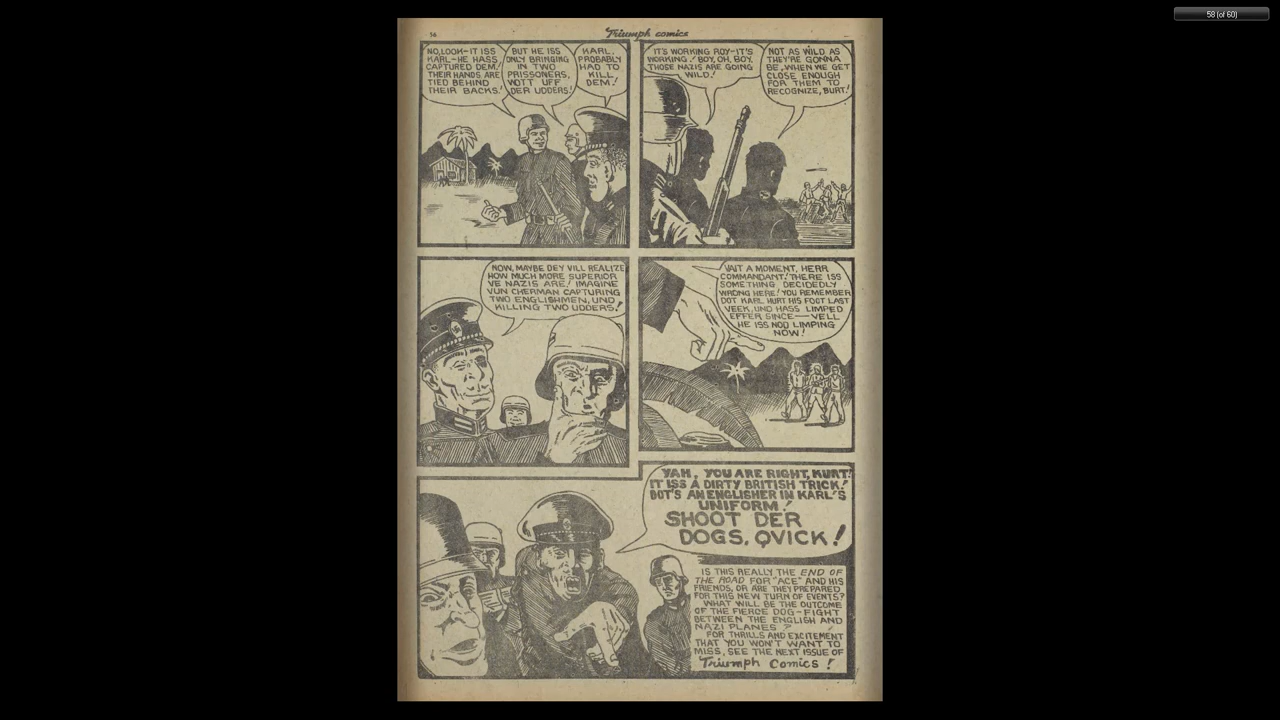 58 (of 60)
56
Triumph comics
NO, LOOK-IT ISS
KARL-HE HASS
CAPTURED DEM!
THEIR HANDS ARE
TIED BEHIND
THEIR BACKS!
BUT HE ISS
ONLY BRINGING
IN TWO
PRISSONERS,
VOTT UFF
DER UDDERS!
KARL,
PROBABLY
HAD TO
KILL
DEM!
IT'S WORKING ROY-IT'S
WORKING! BOY, OH, BOY,
THOSE NAZIS ARE GOING
WILD!
NOT AS WILD AS
THEY'RE GONNA
BE, WHEN WE GET
CLOSE ENOUGH
FOR THEM TO
RECOGNIZE, BURT!
NOW, MAYBE DEY VILL REALIZE
HOW MUCH MORE SUPERIOR
VE NAZIS ARE! IMAGINE
VUN CHERMAN CAPTURING
TWO ENGLISHMEN, UND
KILLING TWO UDDERS!
VAIT A MOMENT, HERR
COMMANDANT! THERE ISS
SOMETHING DECIDEDLY
WRONG HERE! YOU REMEMBER
DOT KARL HURT HIS FOOT LAST
VEEK, UND HASS LIMPED
EFFER SINCE--VELL
HE ISS NOD LIMPING
NOW!
YAH, YOU ARE RIGHT, KURT!
IT ISS A DIRTY BRITISH TRICK!
DOT'S AN ENGLISHER IN KARL'S
UNIFORM!
SHOOT DER
DOGS, QVICK!
IS THIS REALLY THE END OF
THE ROAD FOR "ACE" AND HIS
FRIENDS, OR ARE THEY PREPARED
FOR THIS NEW TURN OF EVENTS?
WHAT WILL BE THE OUTCOME
OF THE FIERCE DOG-FIGHT
BETWEEN THE ENGLISH AND
NAZI PLANES?
FOR THRILLS AND EXCITEMENT
THAT YOU WON'T WANT TO
MISS, SEE THE NEXT ISSUE OF
Triumph Comics!